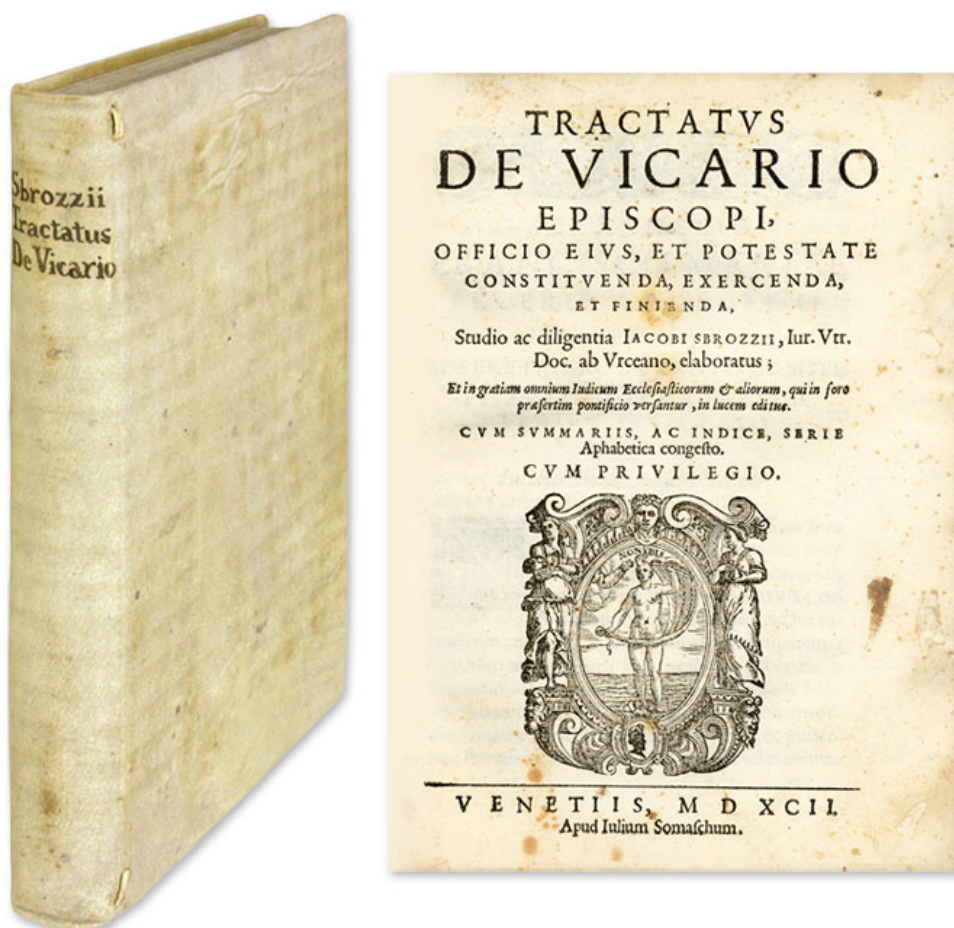 Sbrozzii
Tractatus
De Vicario
TRACTATVS
DE VICARIO
EPISCOPI,
OFFICIO EIVS, ET POTESTATE
CONSTITVENDA, EXERCENDA,
ET FINIENDA,
Studio ac diligentia IACOBI SBROZZII, Iur. Vtr.
Doc. ab Vrceano, elaboratus ;
Et in gratiam omnium Iudicum Ecclesiasticorum & aliorum, qui in foro
præsertim pontificio versantur, in lucem editus.
CVM SVMMARIIS, AC INDICE, SERIE
Aphabetica congesto.
CVM PRIVILEGIO.
VENETIIS, M D XCII.
Apud Iulium Somaschum.